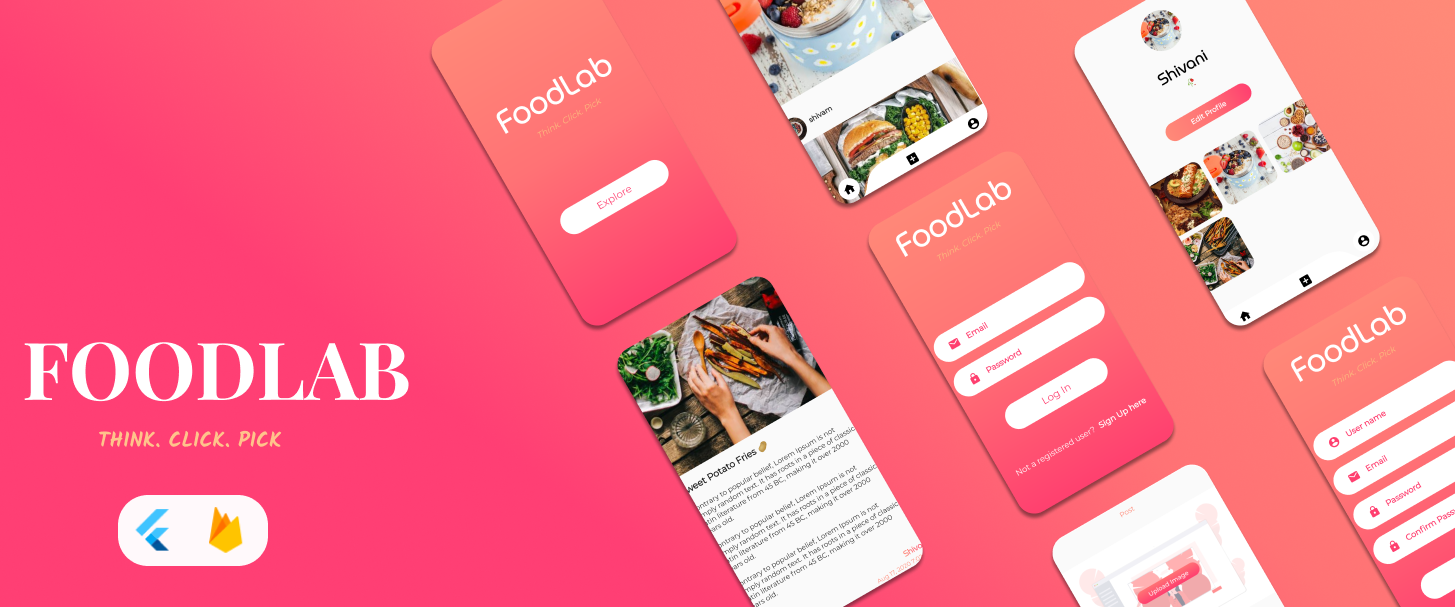 FOODLAB
THINK. CLICK. PICK
FoodLab
Think. Click. Pick
Explore
shivam
Shivani
Edit Profile
FoodLab
Think. Click. Pick
Email
Password
Log In
Not a registered user? Sign Up here
weet Potato Fries
ontrary to popular belief, Lorem Ipsum is not
mply random text. It has roots in a piece of classic
tin literature from 45 BC, making it over 2000
ars old.
ontrary to popular belief, Lorem Ipsum is not
mply random text. It has roots in a piece of classic
tin literature from 45 BC, making it over 2000
ars old.
ontrary to popular belief, Lorem Ipsum is not
mply random text. It has roots in a piece of classic
tin literature from 45 BC, making it over 2000
ars old.
Shiva
FoodLab
Think. Click. Pick
User name
Email
Password
Confirm Pass
Post
Upload Image